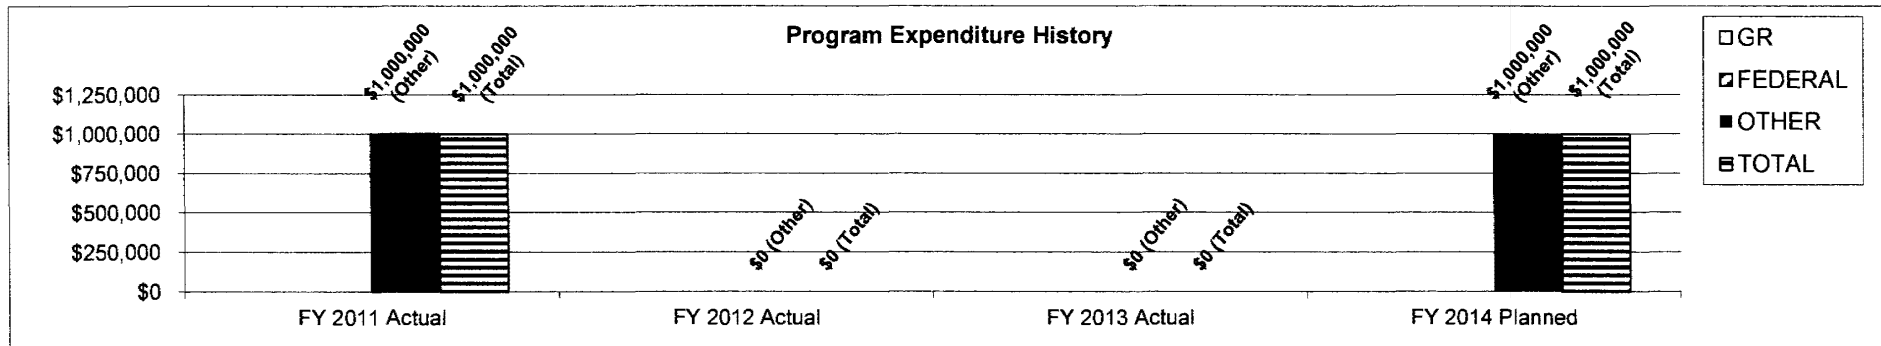 Program Expenditure History
$1,000,000
(Other)
$1,000,000
(Total)
$1,000,000
(Other)
$1,000,000
(Total)
GR
FEDERAL
OTHER
TOTAL
$1,250,000
$1,000,000
$750,000
$500,000
$250,000
$0
$0 (Other)
$0 (Total)
$0 (Other)
$0 (Total)
FY 2011 Actual
FY 2012 Actual
FY 2013 Actual
FY 2014 Planned